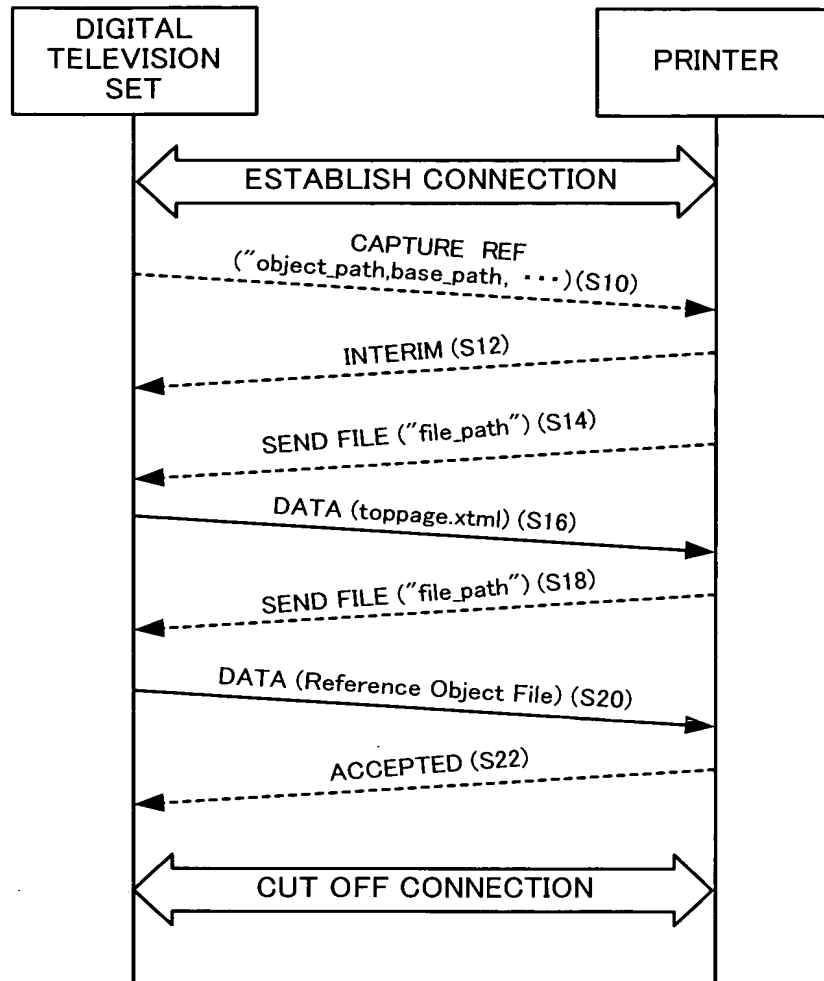 DIGITAL
TELEVISION
SET
PRINTER
ESTABLISH CONNECTION
CAPTURE REF
("object_path,base_path, ･･･)(S10)
INTERIM (S12)
SEND FILE ("file_path") (S14)
DATA (toppage.xtml) (S16)
SEND FILE ("file_path") (S18)
DATA (Reference Object File) (S20)
ACCEPTED (S22)
CUT OFF CONNECTION